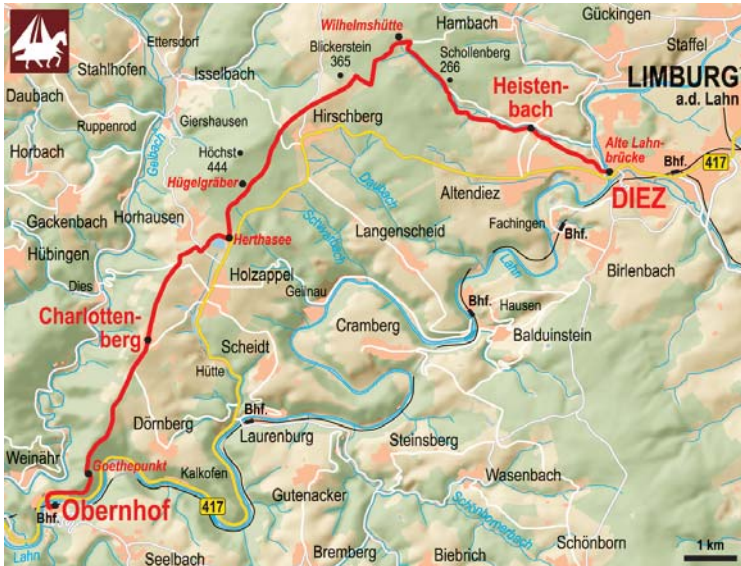 Wilhelmshütte
Hambach
Gückingen
Ettersdorf
Blickerstein
365
Schollenberg
266
Staffel
Stahlhofen
Isselbach
Heisten-
bach
LIMBURG
a.d. Lahn
Daubach
Ruppenrod
Giershausen
Hirschberg
Gelbach
Horbach
Höchst
444
Alte Lahn-
brücke
Bhf.
417
Hügelgräber
Daubach
Altendiez
DIEZ
Gackenbach
Horhausen
Schwalbach
Langenscheid
Fachingen
Bhf.
Hübingen
Herthasee
Lahn
Birlenbach
Dies
Holzappel
Geilnau
Bhf.
Hausen
Charlotten-
berg
Cramberg
Balduinstein
Scheidt
Hütte
Dörnberg
Bhf.
Laurenburg
Steinsberg
Weinähr
Goethepunkt
Kalkofen
Wasenbach
Gutenacker
417
Bhf.
Obernhof
Schönbornerbach
Lahn
Seelbach
Bremberg
Biebrich
Schönborn
1 km